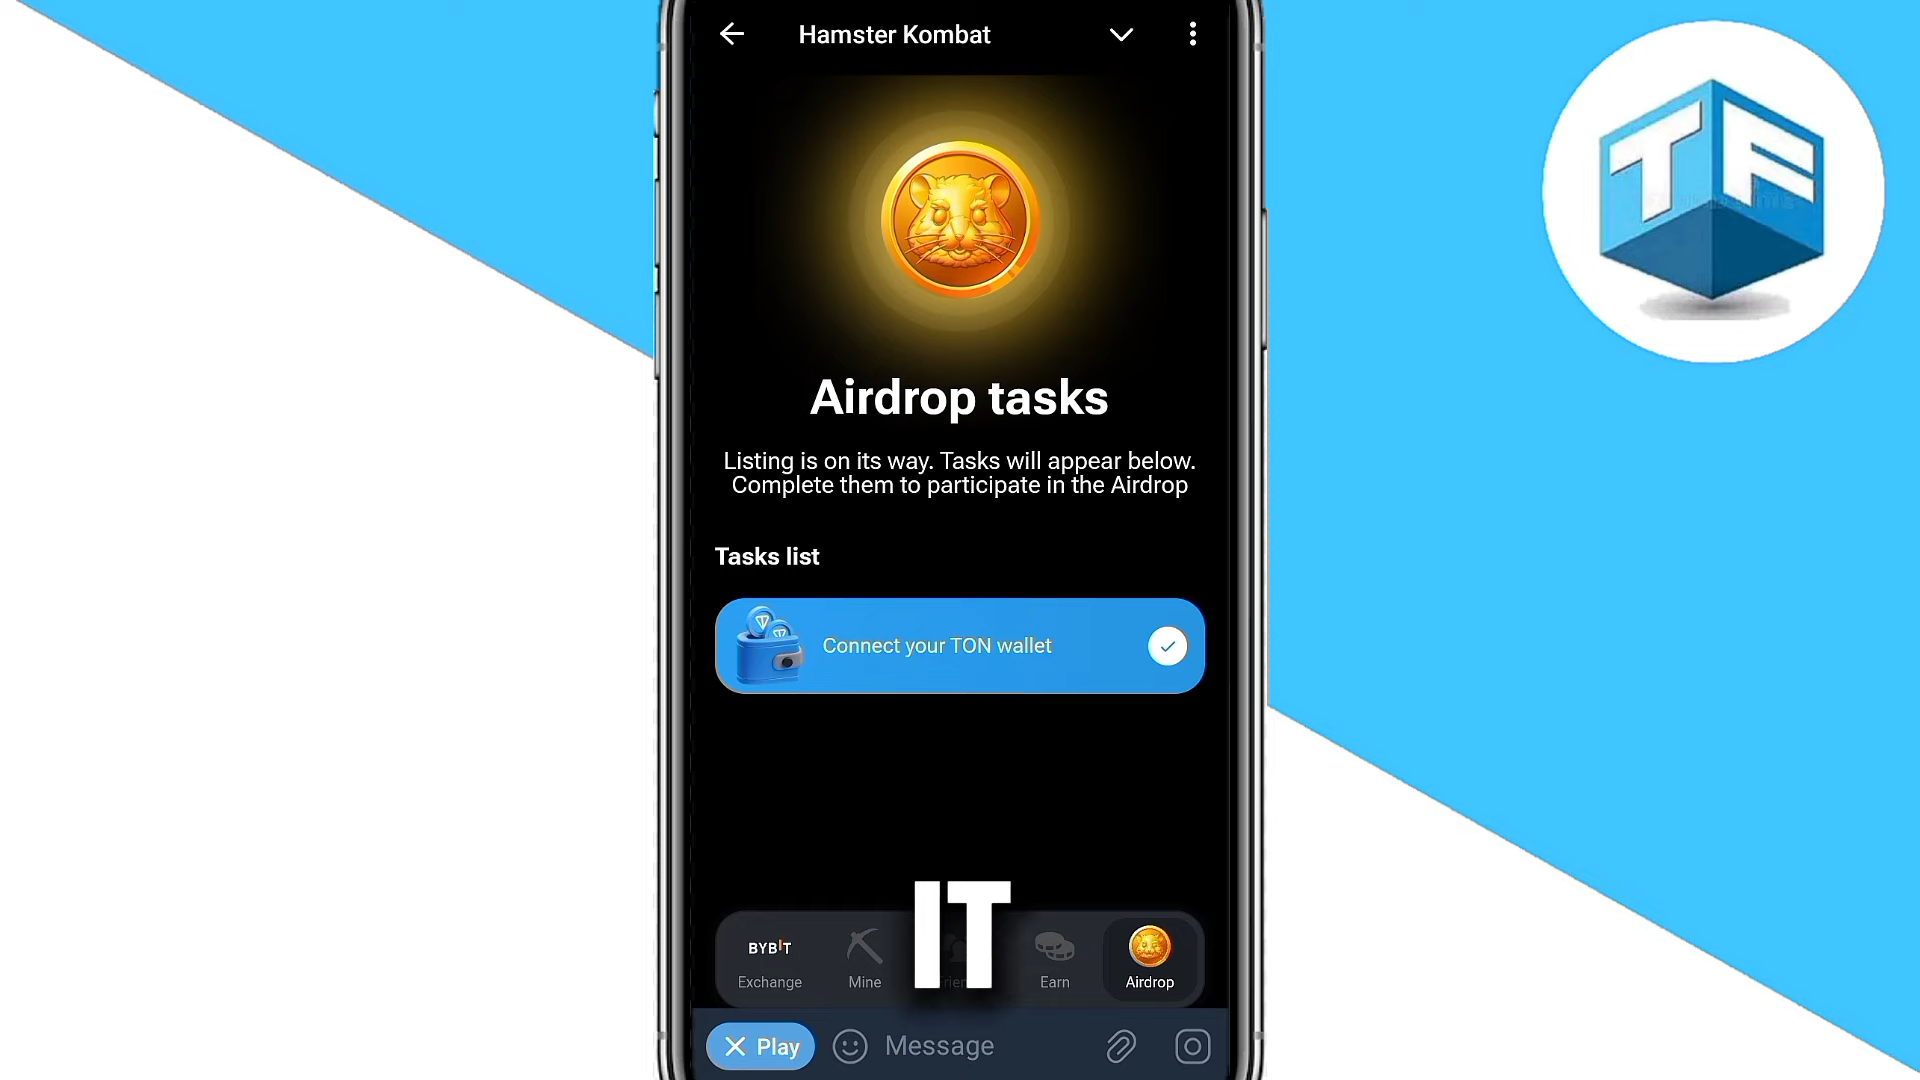 Hamster Kombat
TF
Airdrop tasks
Listing is on its way. Tasks will appear below.
Complete them to participate in the Airdrop
Tasks list
Connect your TON wallet
IT
BYBIT
Exchange
Mine
Earn
Airdrop
Play
Message